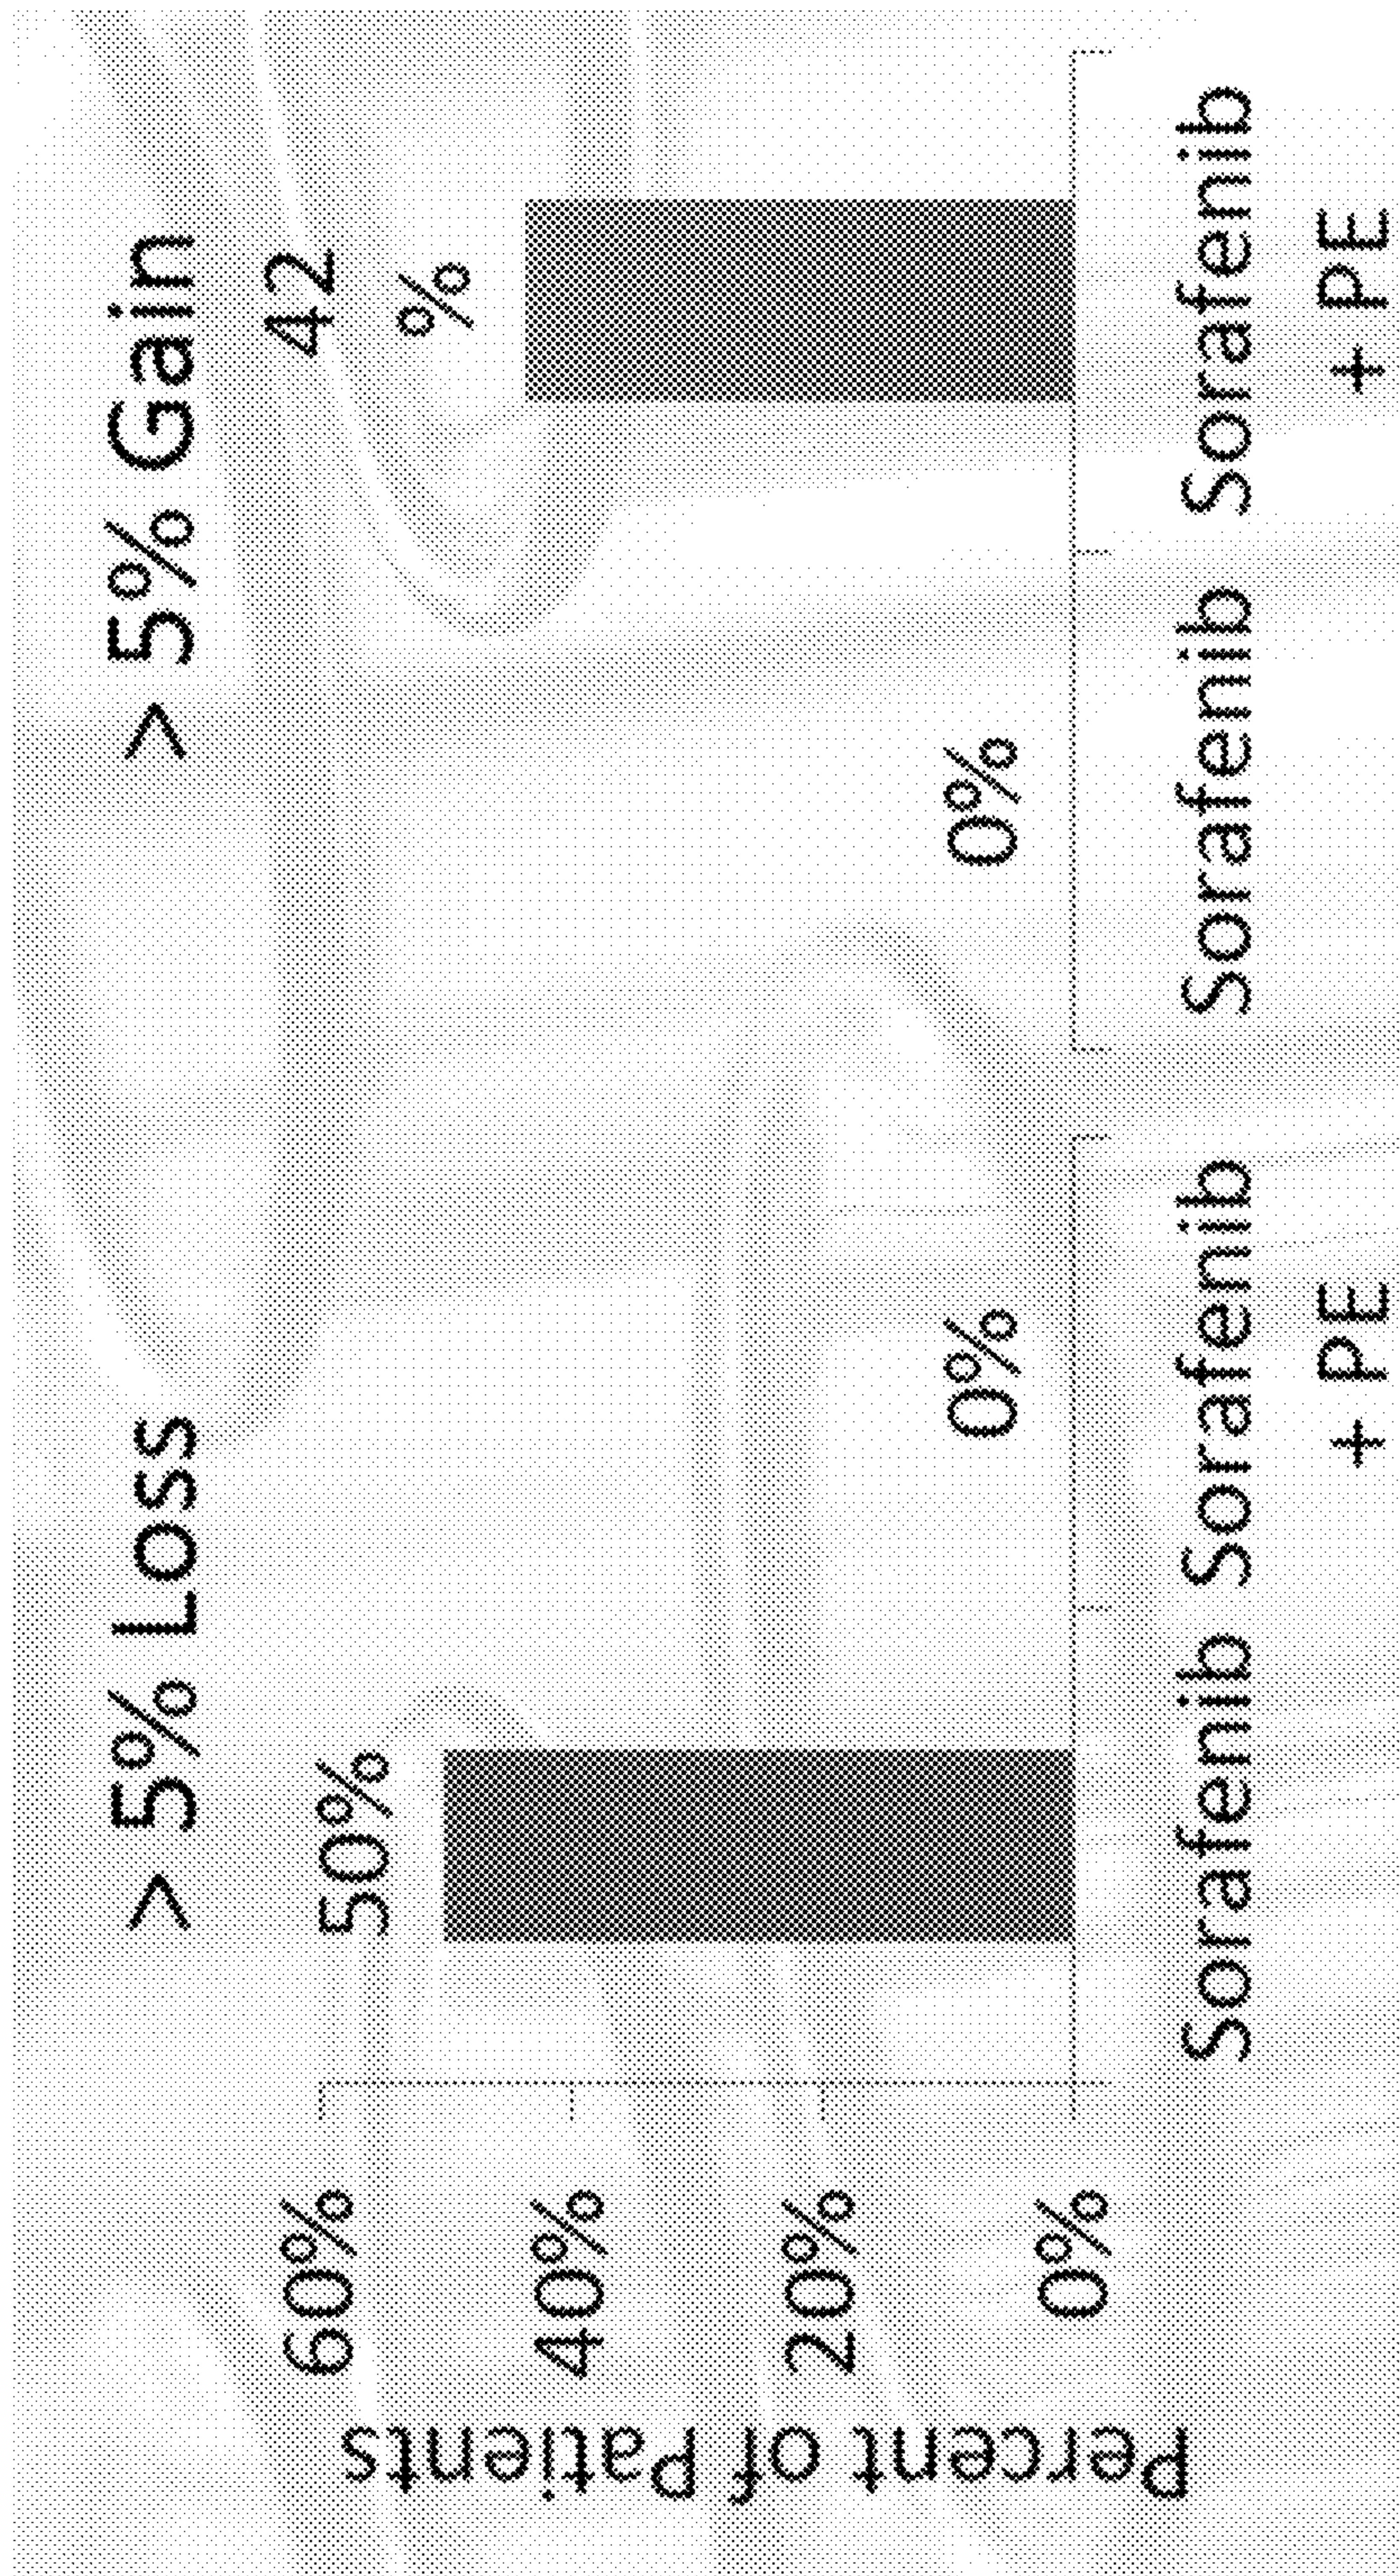 > 5% Loss
> 5% Gain
Percent of Patients
60%
40%
20%
0%
50%
0%
0%
42
%
Sorafenib
Sorafenib
+ PE
Sorafenib
Sorafenib
+ PE